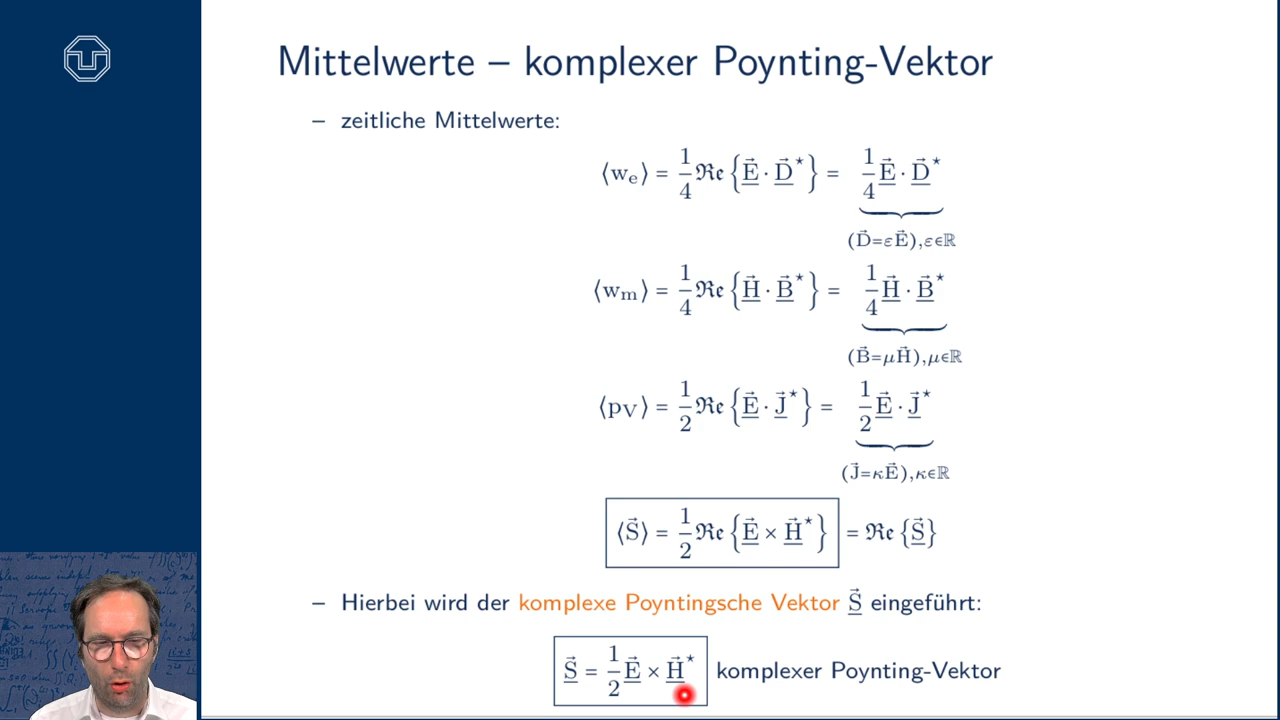 Mittelwerte – komplexer Poynting-Vektor
– zeitliche Mittelwerte:
⟨w_e⟩ = 1/4 ℜe {E⃗ · D⃗*} = 1/4 E⃗ · D⃗*
(D⃗=εE⃗),ε∈ℝ
⟨w_m⟩ = 1/4 ℜe {H⃗ · B⃗*} = 1/4 H⃗ · B⃗*
(B⃗=μH⃗),μ∈ℝ
⟨p_V⟩ = 1/2 ℜe {E⃗ · J⃗*} = 1/2 E⃗ · J⃗*
(J⃗=κE⃗),κ∈ℝ
⟨S⃗⟩ = 1/2 ℜe {E⃗ × H⃗*} = ℜe {S⃗}
– Hierbei wird der komplexe Poyntingsche Vektor S⃗ eingeführt:
S⃗ = 1/2 E⃗ × H⃗* komplexer Poynting-Vektor